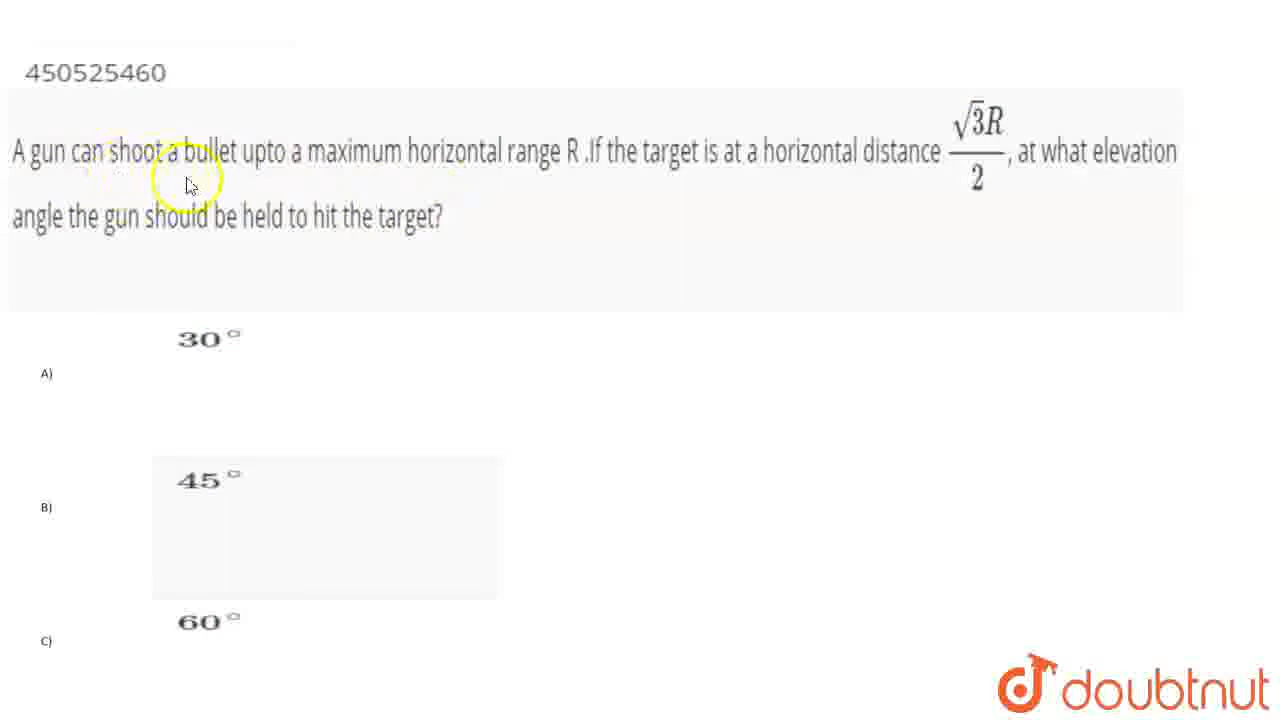 450525460
A gun can shoot a bullet upto a maximum horizontal range R .If the target is at a horizontal distance √3R/2, at what elevation
angle the gun should be held to hit the target?
30°
A)
45°
B)
60°
C)
doubtnut